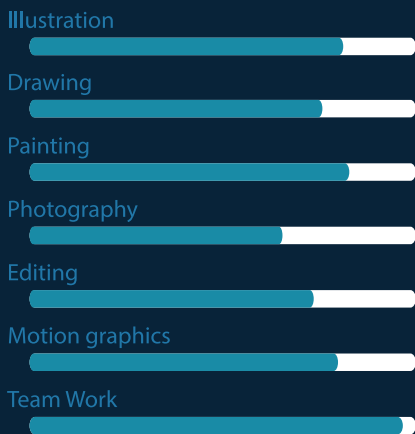 Illustration
Drawing
Painting
Photography
Editing
Motion graphics
Team Work